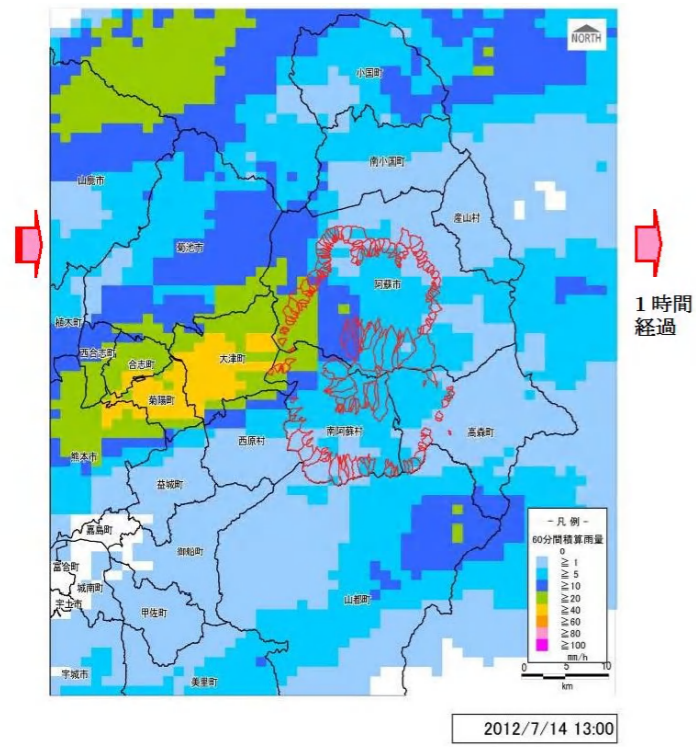 NORTH
小国町
南小国町
山鹿市
産山村
菊池市
阿蘇市
植木町
西合志町
合志町
大津町
菊陽町
熊本市
西原村
南阿蘇村
高森町
益城町
嘉島町
御船町
富合町
城南町
宇土市
甲佐町
山都町
宇城市
美里町
1時間
経過
- 凡 例 -
60分間積算雨量
0
≧ 1
≧ 5
≧ 10
≧ 20
≧ 40
≧ 60
≧ 80
≧ 100
mm/h
0 5 10
km
2012/7/14 13:00